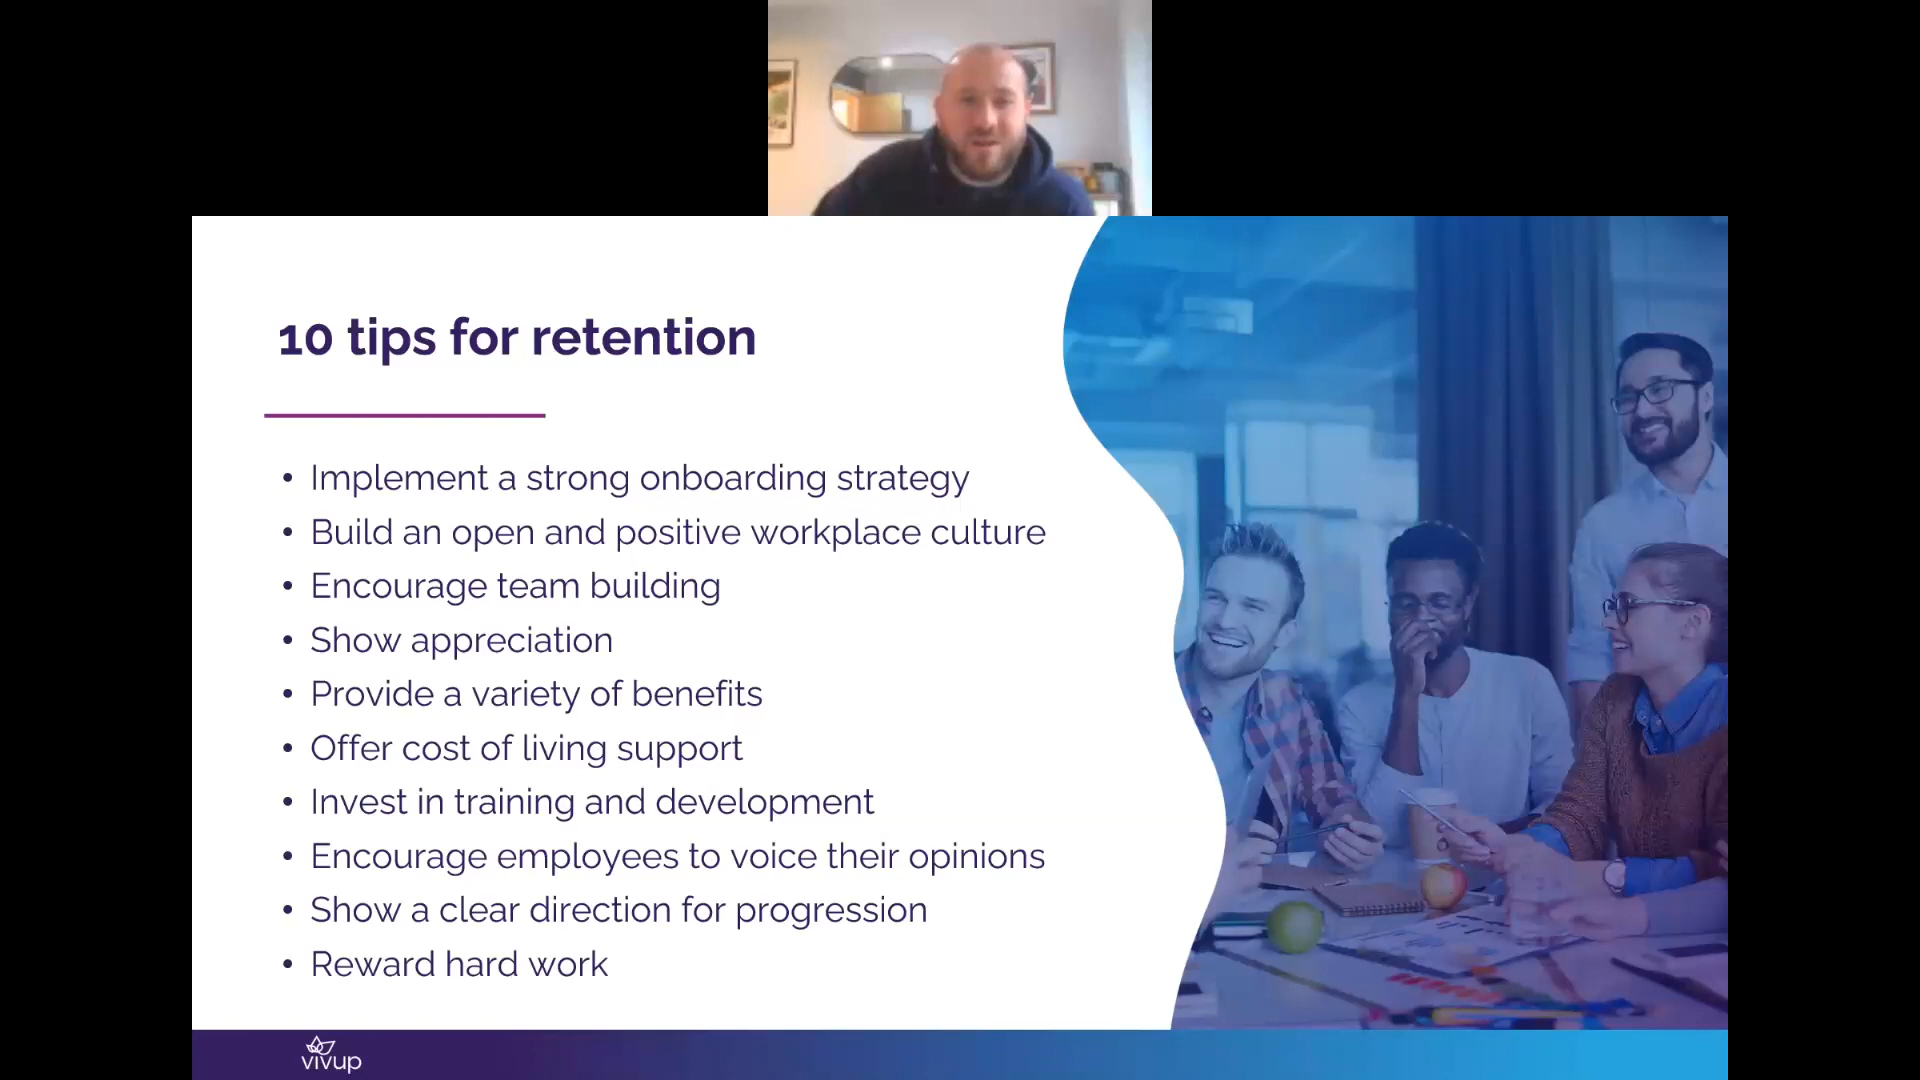 10 tips for retention
• Implement a strong onboarding strategy
• Build an open and positive workplace culture
• Encourage team building
• Show appreciation
• Provide a variety of benefits
• Offer cost of living support
• Invest in training and development
• Encourage employees to voice their opinions
• Show a clear direction for progression
• Reward hard work
vivup